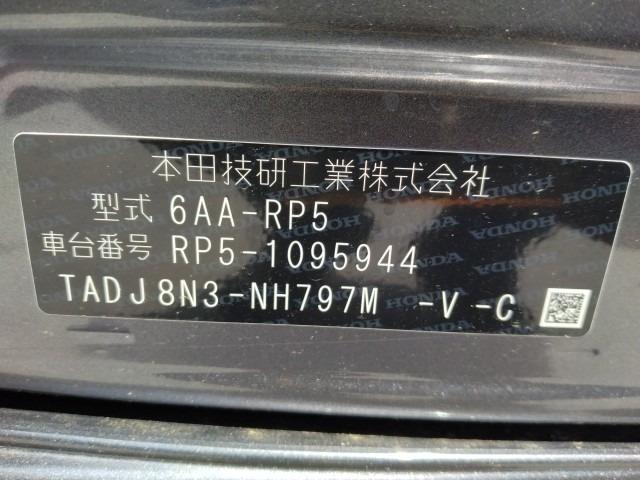 本田技研工業株式会社
型式 6AA-RP5
車台番号 RP5-1095944
TADJ8N3-NH797M -V -C